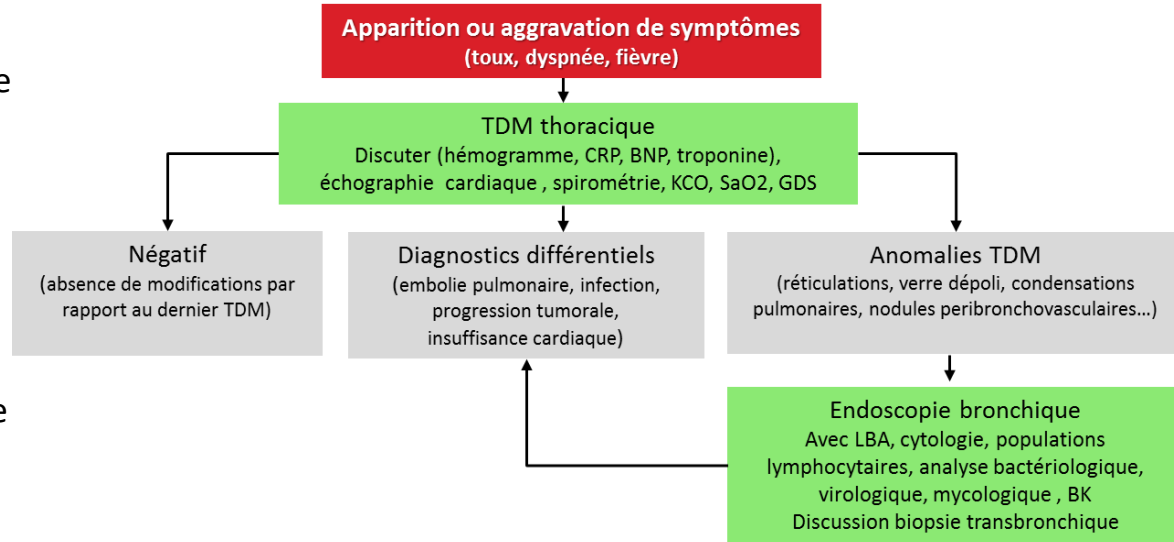 Apparition ou aggravation de symptômes
(toux, dyspnée, fièvre)
e
TDM thoracique
Discuter (hémogramme, CRP, BNP, troponine),
échographie cardiaque , spirométrie, KCO, SaO2, GDS
Négatif
(absence de modifications par
rapport au dernier TDM)
Diagnostics différentiels
(embolie pulmonaire, infection,
progression tumorale,
insuffisance cardiaque)
Anomalies TDM
(réticulations, verre dépoli, condensations
pulmonaires, nodules peribronchovasculaires...)
e
Endoscopie bronchique
Avec LBA, cytologie, populations
lymphocytaires, analyse bactériologique,
virologique, mycologique , BK
Discussion biopsie transbronchique